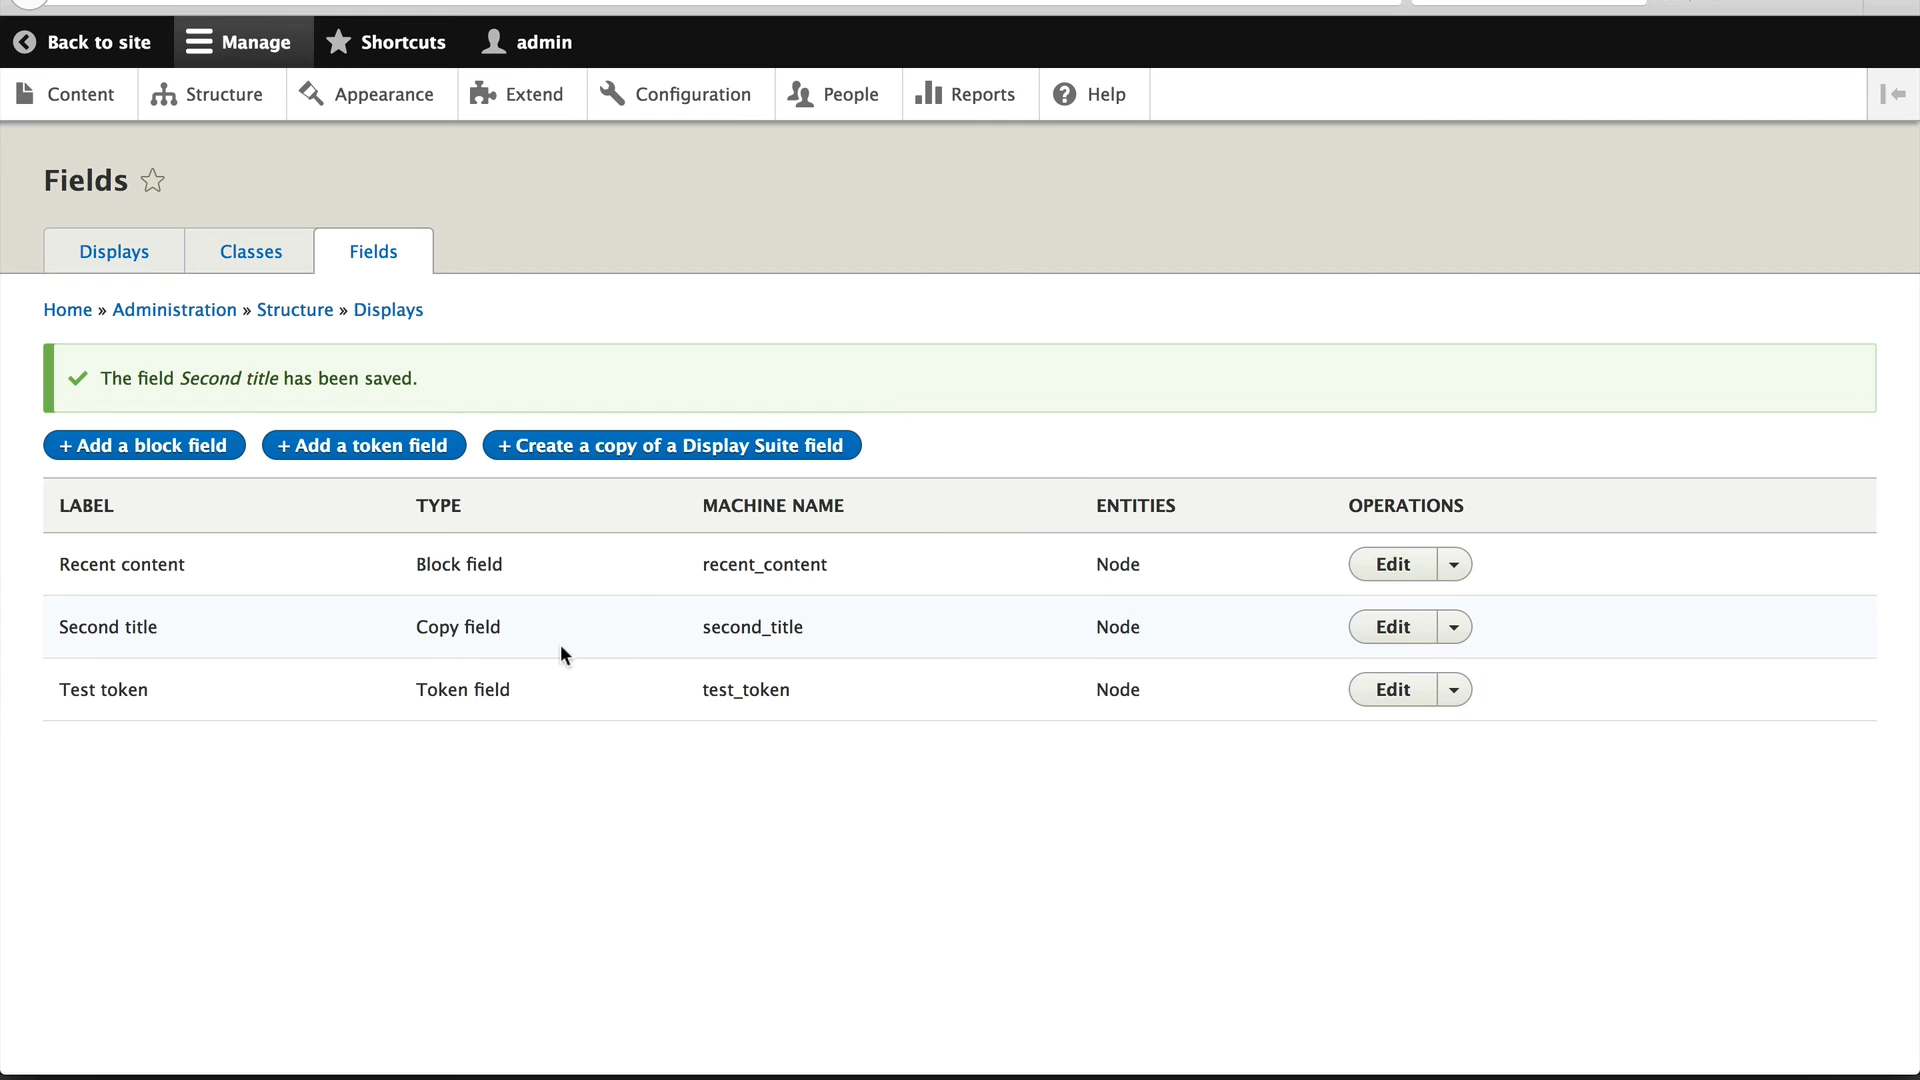 Back to site Manage Shortcuts admin
Content Structure Appearance Extend Configuration People Reports Help
Fields
Displays Classes Fields
Home » Administration » Structure » Displays
The field Second title has been saved.
+ Add a block field + Add a token field + Create a copy of a Display Suite field
LABEL TYPE MACHINE NAME ENTITIES OPERATIONS
Recent content Block field recent_content Node Edit
Second title Copy field second_title Node Edit
Test token Token field test_token Node Edit